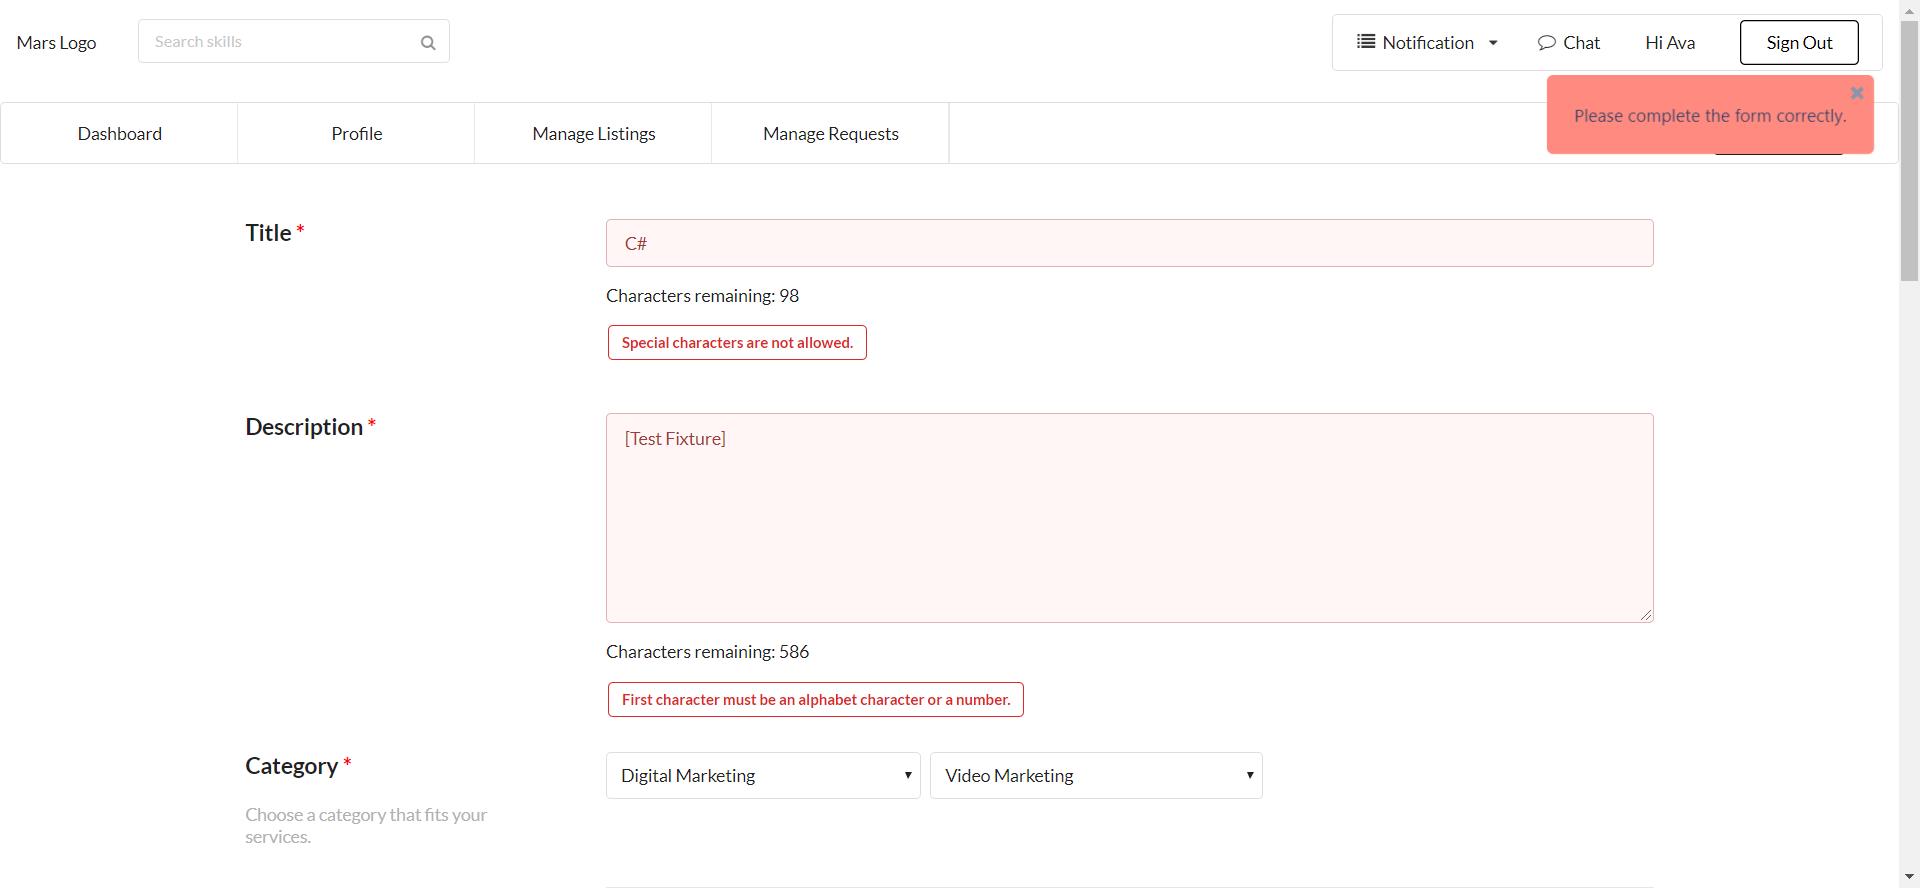 Mars Logo
Search skills
Notification
Chat
Hi Ava
Sign Out
Please complete the form correctly.
Dashboard
Profile
Manage Listings
Manage Requests
Title *
C#
Characters remaining: 98
Special characters are not allowed.
Description *
[Test Fixture]
Characters remaining: 586
First character must be an alphabet character or a number.
Category *
Digital Marketing
Video Marketing
Choose a category that fits your
services.